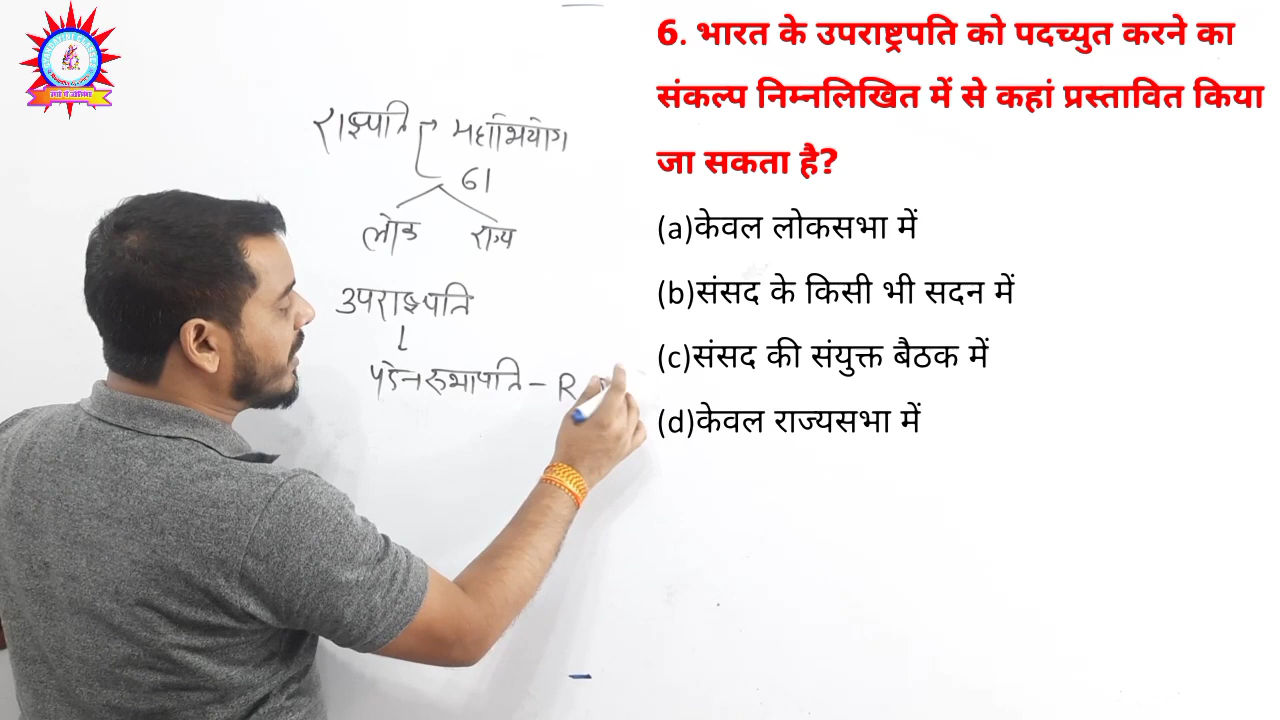 6. भारत के उपराष्ट्रपति को पदच्युत करने का
संकल्प निम्नलिखित में से कहां प्रस्तावित किया
जा सकता है?
(a)केवल लोकसभा में
(b)संसद के किसी भी सदन में
(c)संसद की संयुक्त बैठक में
(d)केवल राज्यसभा में
राष्ट्रपति → महाभियोग
61
लोक राज्य
उपराष्ट्रपति
पदेन सभापति - R